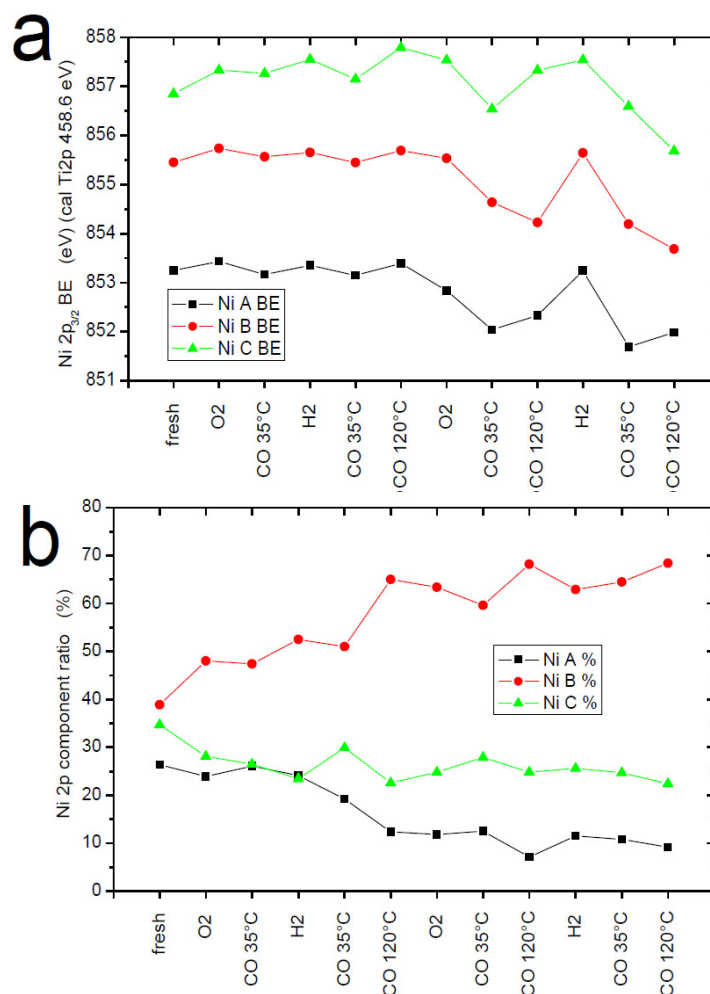 a
858
857
856
855
854
853
852
851
Ni 2p3/2 BE (eV) (cal Ti2p 458.6 eV)
Ni A BE
Ni B BE
Ni C BE
fresh
O2
CO 35°C
H2
CO 35°C
CO 120°C
O2
CO 35°C
CO 120°C
H2
CO 35°C
CO 120°C
b
80
70
60
50
40
30
20
10
0
Ni 2p component ratio (%)
Ni A %
Ni B %
Ni C %
fresh
O2
CO 35°C
H2
CO 35°C
CO 120°C
O2
CO 35°C
CO 120°C
H2
CO 35°C
CO 120°C